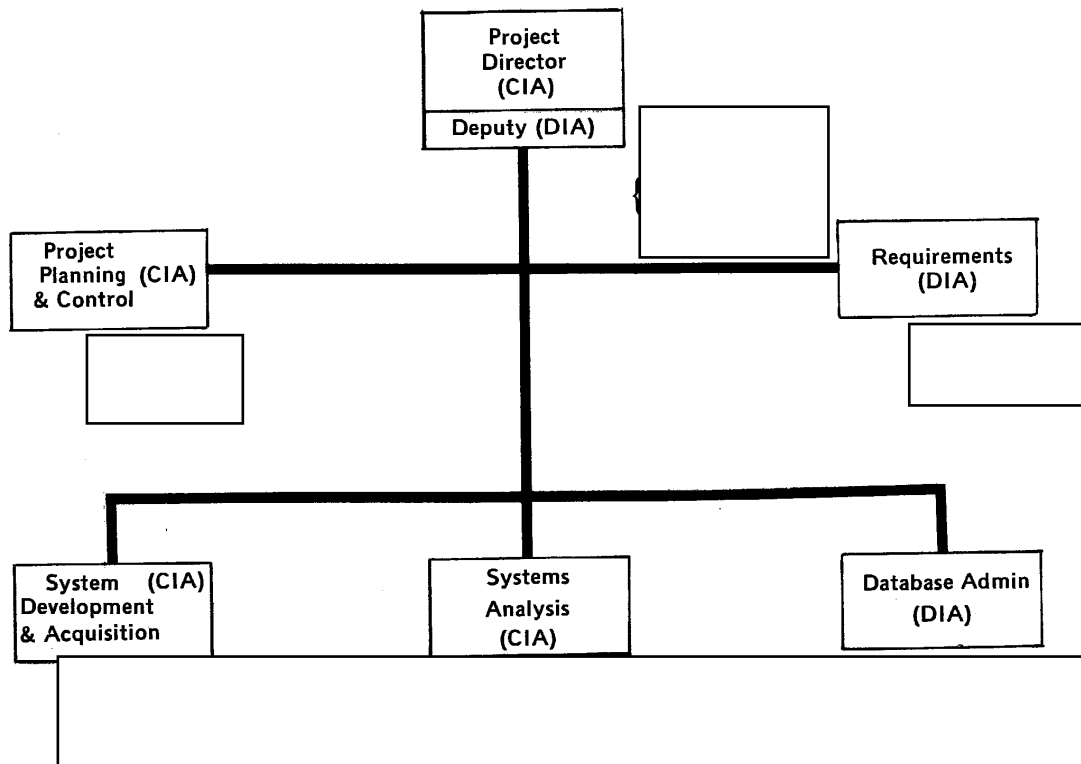 Project
Director
(CIA)
Deputy (DIA)
Project
Planning (CIA)
& Control
Requirements
(DIA)
System (CIA)
Development
& Acquisition
Systems
Analysis
(CIA)
Database Admin
(DIA)